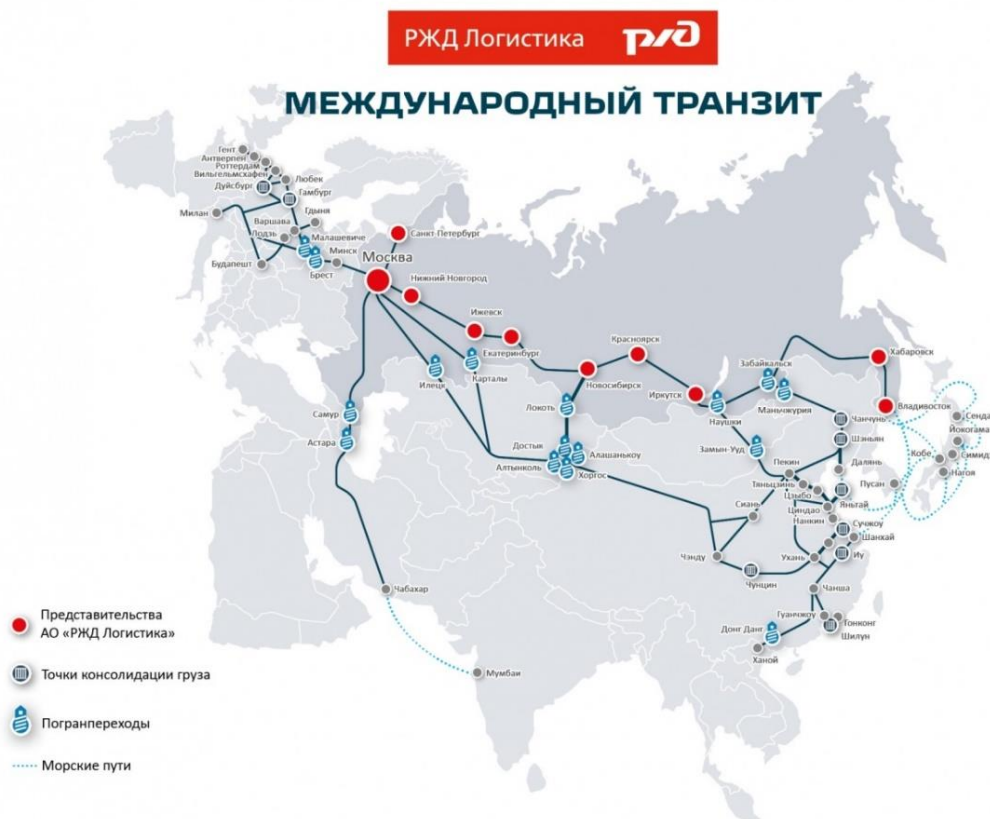 РЖД Логистика
МЕЖДУНАРОДНЫЙ ТРАНЗИТ
Гент
Антверпен
Роттердам
Вильгельмсхафен
Дуйсбург
Любек
Гамбург
Милан
Гдыня
Варшава
Лодзь
Малашевиче
Будапешт
Брест
Минск
Санкт-Петербург
Москва
Нижний Новгород
Ижевск
Екатеринбург
Илецк
Карталы
Красноярск
Новосибирск
Иркутск
Забайкальск
Хабаровск
Локоть
Наушки
Маньчжурия
Владивосток
Самур
Астара
Чанчунь
Шэньян
Сенда
Йокогама
Достык
Алашанькоу
Алтынколь
Хоргос
Замын-Ууд
Кобе
Симид
Нагоя
Пекин
Далянь
Тяньцзинь
Цзыбо
Пусан
Яньтай
Сиань
Циндао
Нанкин
Сучжоу
Шанхай
Чэнду
Ухань
Иу
Чунцин
Чабахар
Чанша
Гуанчжоу
Гонконг
Шилун
Донг Данг
Ханой
Мумбаи
Представительства
АО «РЖД Логистика»
Точки консолидации груза
Погранпереходы
Морские пути